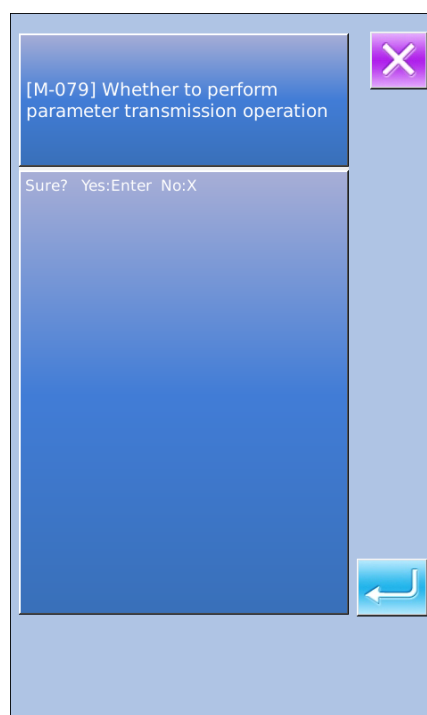 [M-079] Whether to perform
parameter transmission operation
Sure? Yes:Enter No:X